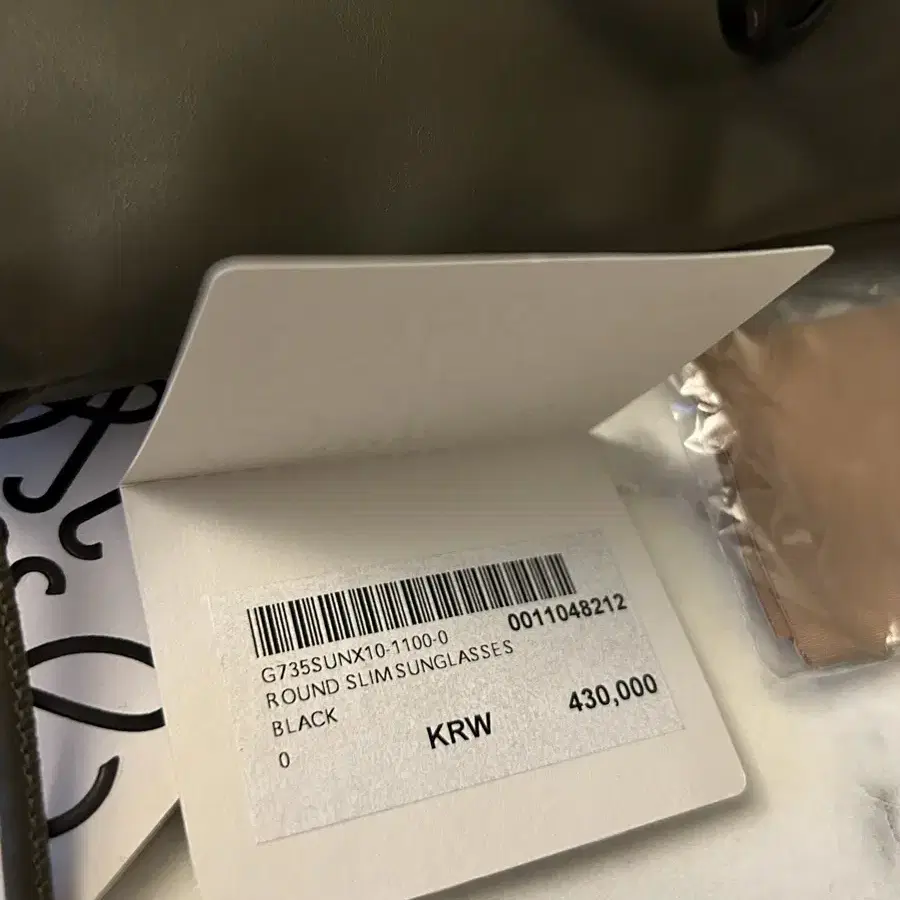 0011048212
G735SUNX10-1100-0
ROUND SLIM SUNGLASSES
BLACK
0 KRW 430,000